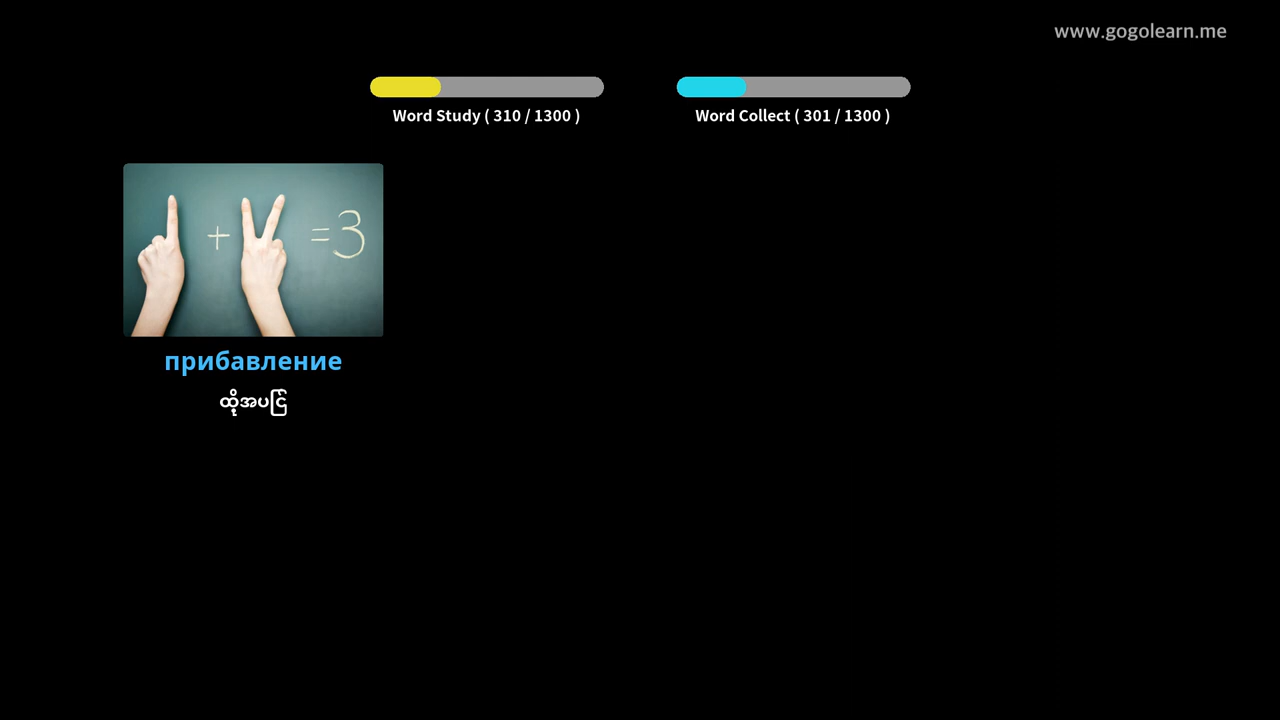 www.gogolearn.me
Word Study ( 310 / 1300 )
Word Collect ( 301 / 1300 )
+ =3
прибавление
ထို့အပြင်